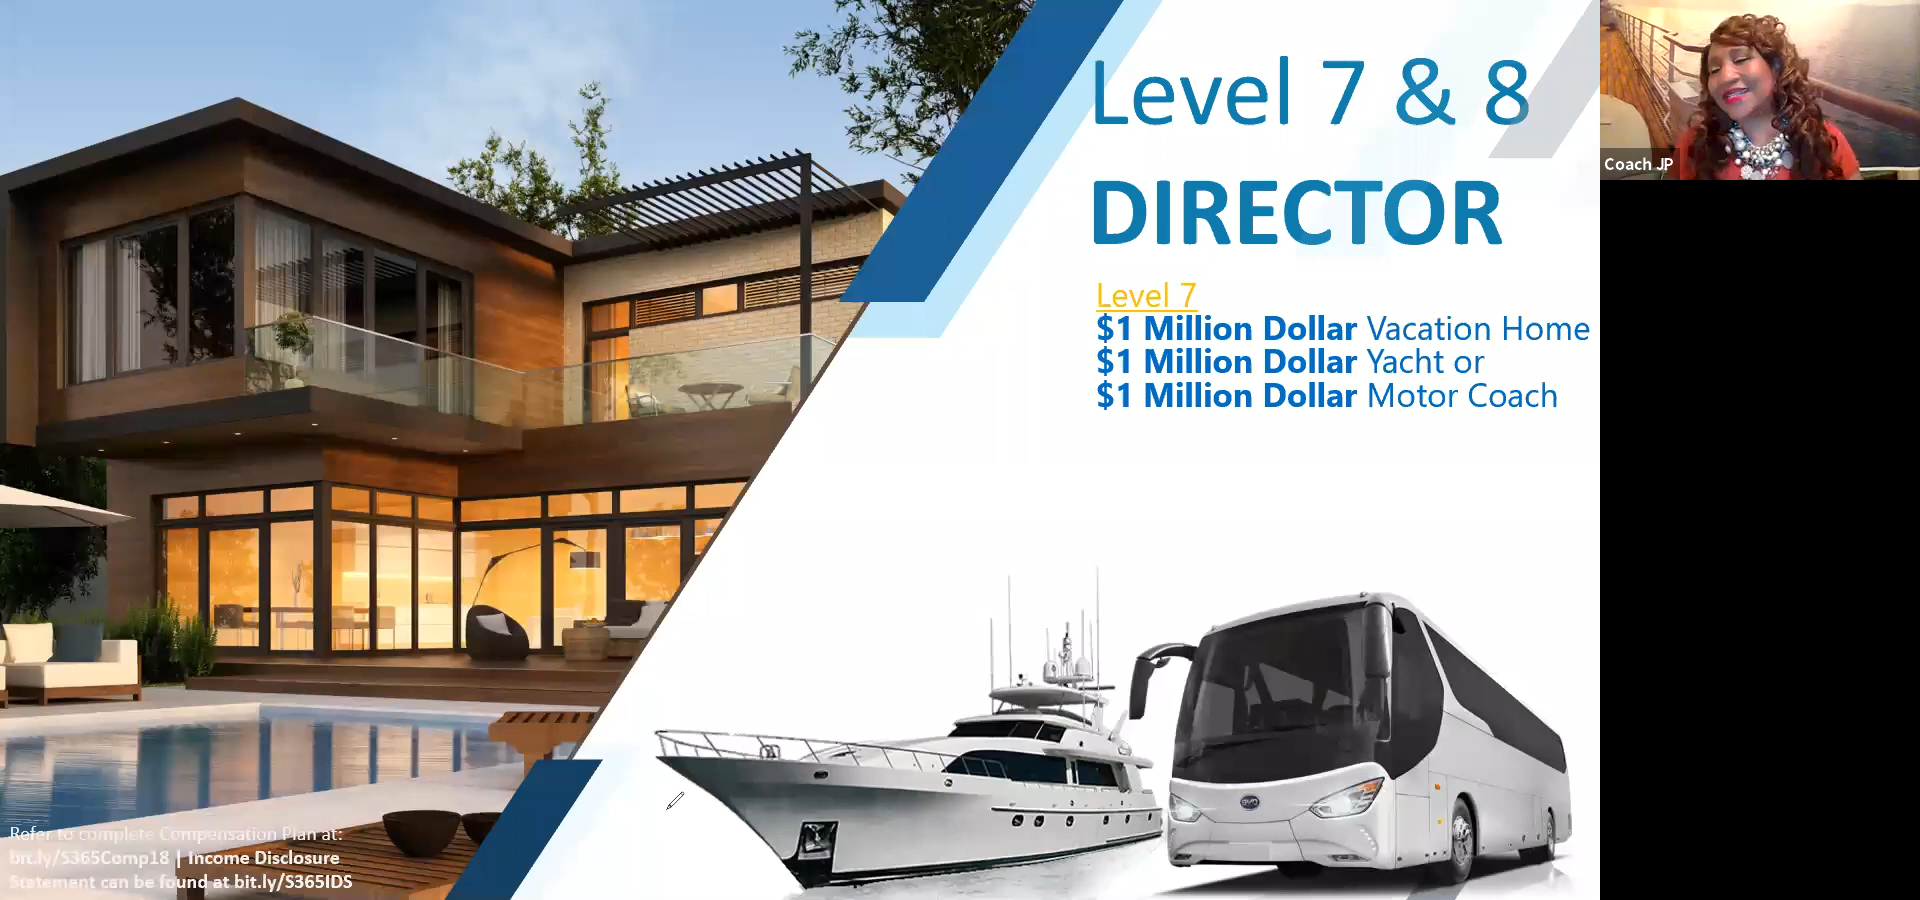 Level 7 & 8
DIRECTOR
Level 7
$1 Million Dollar Vacation Home
$1 Million Dollar Yacht or
$1 Million Dollar Motor Coach
Coach JP
BYD
Refer to complete Compensation Plan at:
bit.ly/S365Comp18 | Income Disclosure
Statement can be found at bit.ly/S365IDS